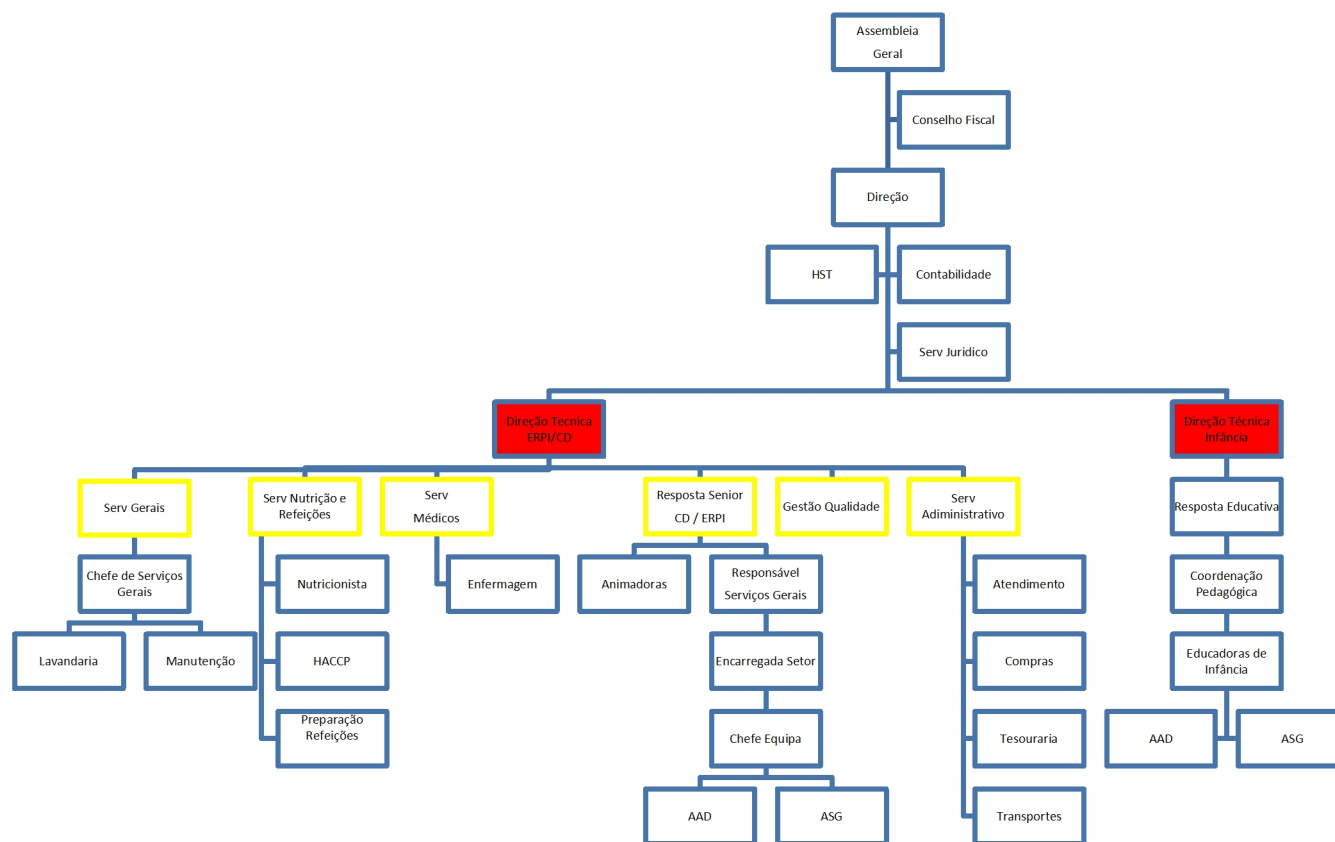 Assembleia
Geral
Conselho Fiscal
Direção
HST
Contabilidade
Serv Juridico
Direção Tecnica
ERPI/CD
Direção Técnica
Infância
Serv Gerais
Serv Nutrição e
Refeições
Serv
Médicos
Resposta Senior
CD / ERPI
Gestão Qualidade
Serv
Adiministrativo
Resposta Educativa
Chefe de Serviços
Gerais
Nutricionista
Enfermagem
Animadoras
Responsável
Serviços Gerais
Atendimento
Coordenação
Pedagógica
Lavandaria
Manutenção
HACCP
Encarregada Setor
Compras
Educadoras de
Infância
Preparação
Refeições
Chefe Equipa
Tesouraria
AAD
ASG
AAD
ASG
Transportes